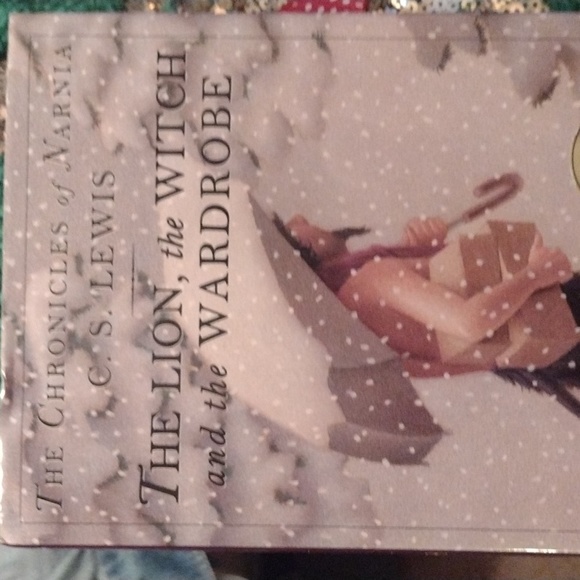 THE CHRONICLES of NARNIA
C. S. LEWIS
THE LION, the WITCH
and the WARDROBE